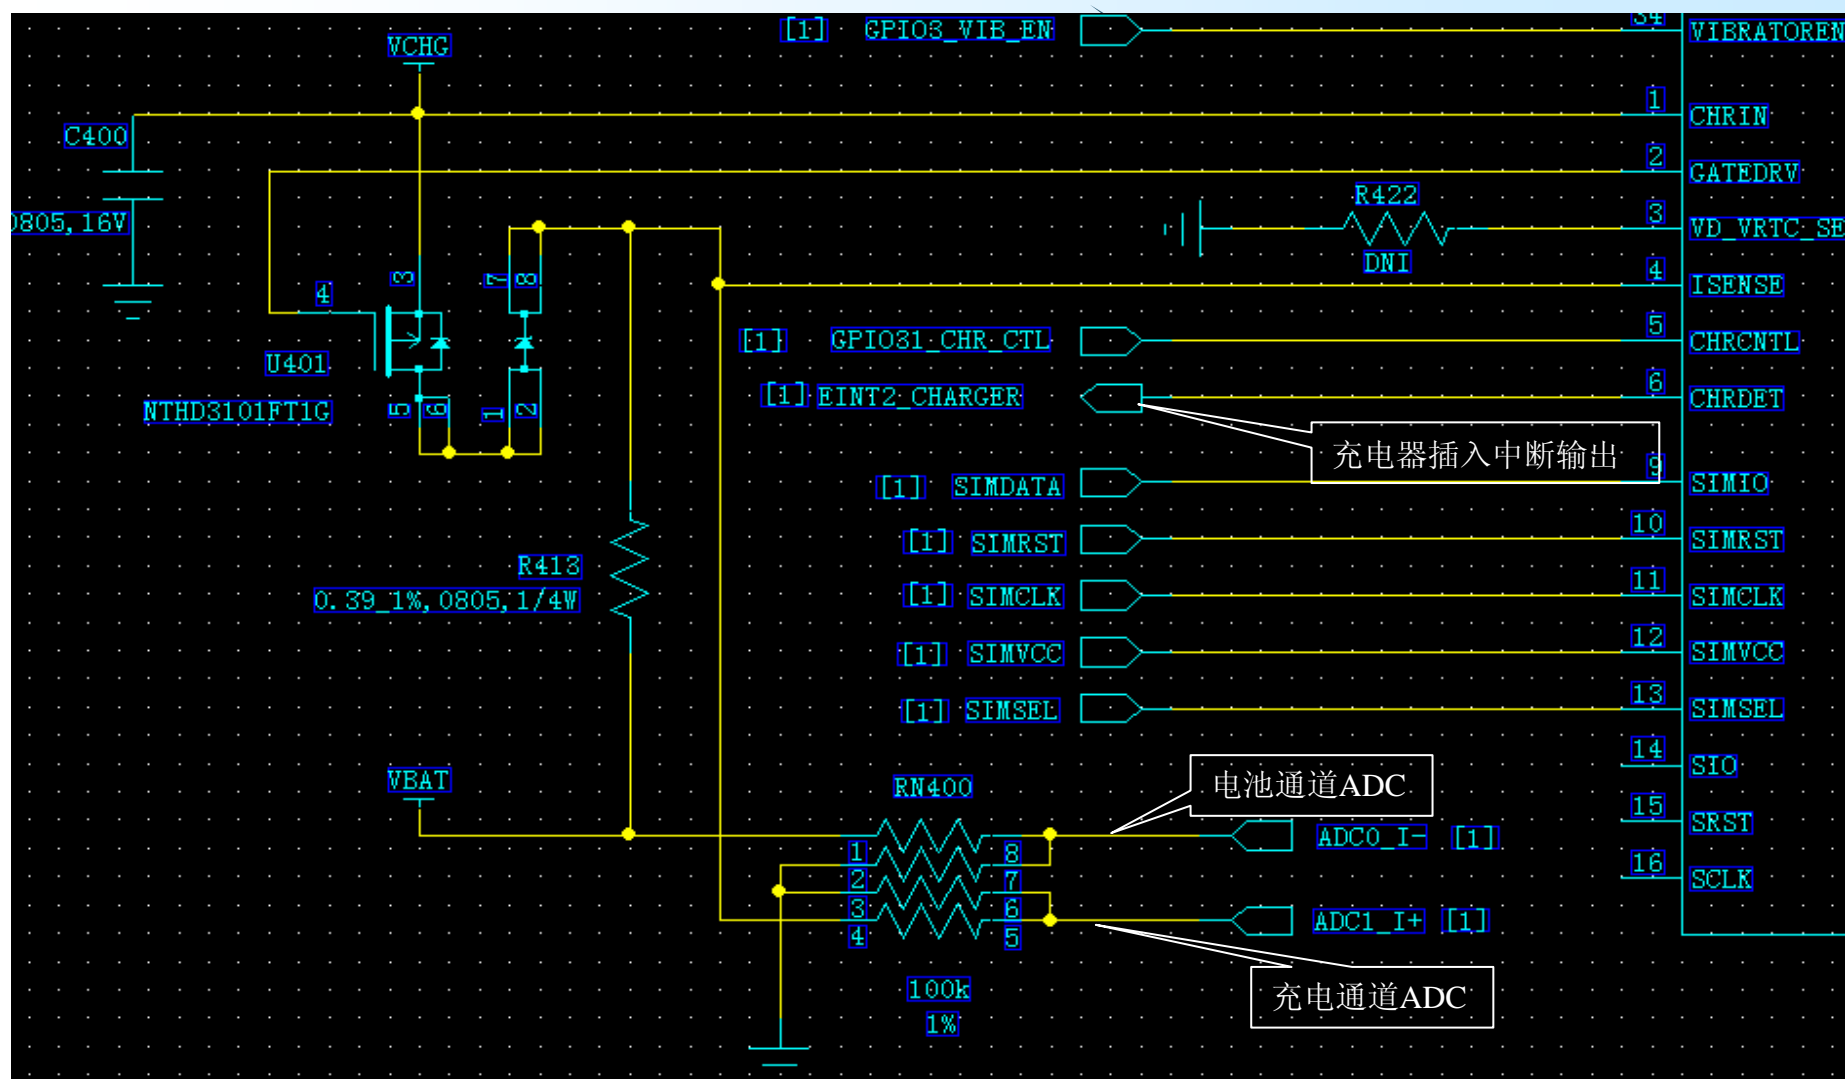 [1] GPIO3_VIB_EN
34 VIBRATOREN
VCHG
1 CHRIN
C400
2 GATEDRV
R422
0805,16V
3 VD_VRTC_SE
DNI
3
7
8
4
4 ISENSE
[1] GPIO31_CHR_CTL
5 CHRCNTL
U401
[1] EINT2_CHARGER
6 CHRDET
NTHD3101FT1G
5
6
1
2
充电器插入中断输出
[1] SIMDATA
9 SIMIO
[1] SIMRST
10 SIMRST
R413
0.39_1%,0805,1/4W
[1] SIMCLK
11 SIMCLK
[1] SIMVCC
12 SIMVCC
[1] SIMSEL
13 SIMSEL
14 SIO
VBAT
RN400
电池通道ADC
15 SRST
ADC0_I- [1]
1 8
16 SCLK
2 7
3 6
4 5
ADC1_I+ [1]
100k
1%
充电通道ADC